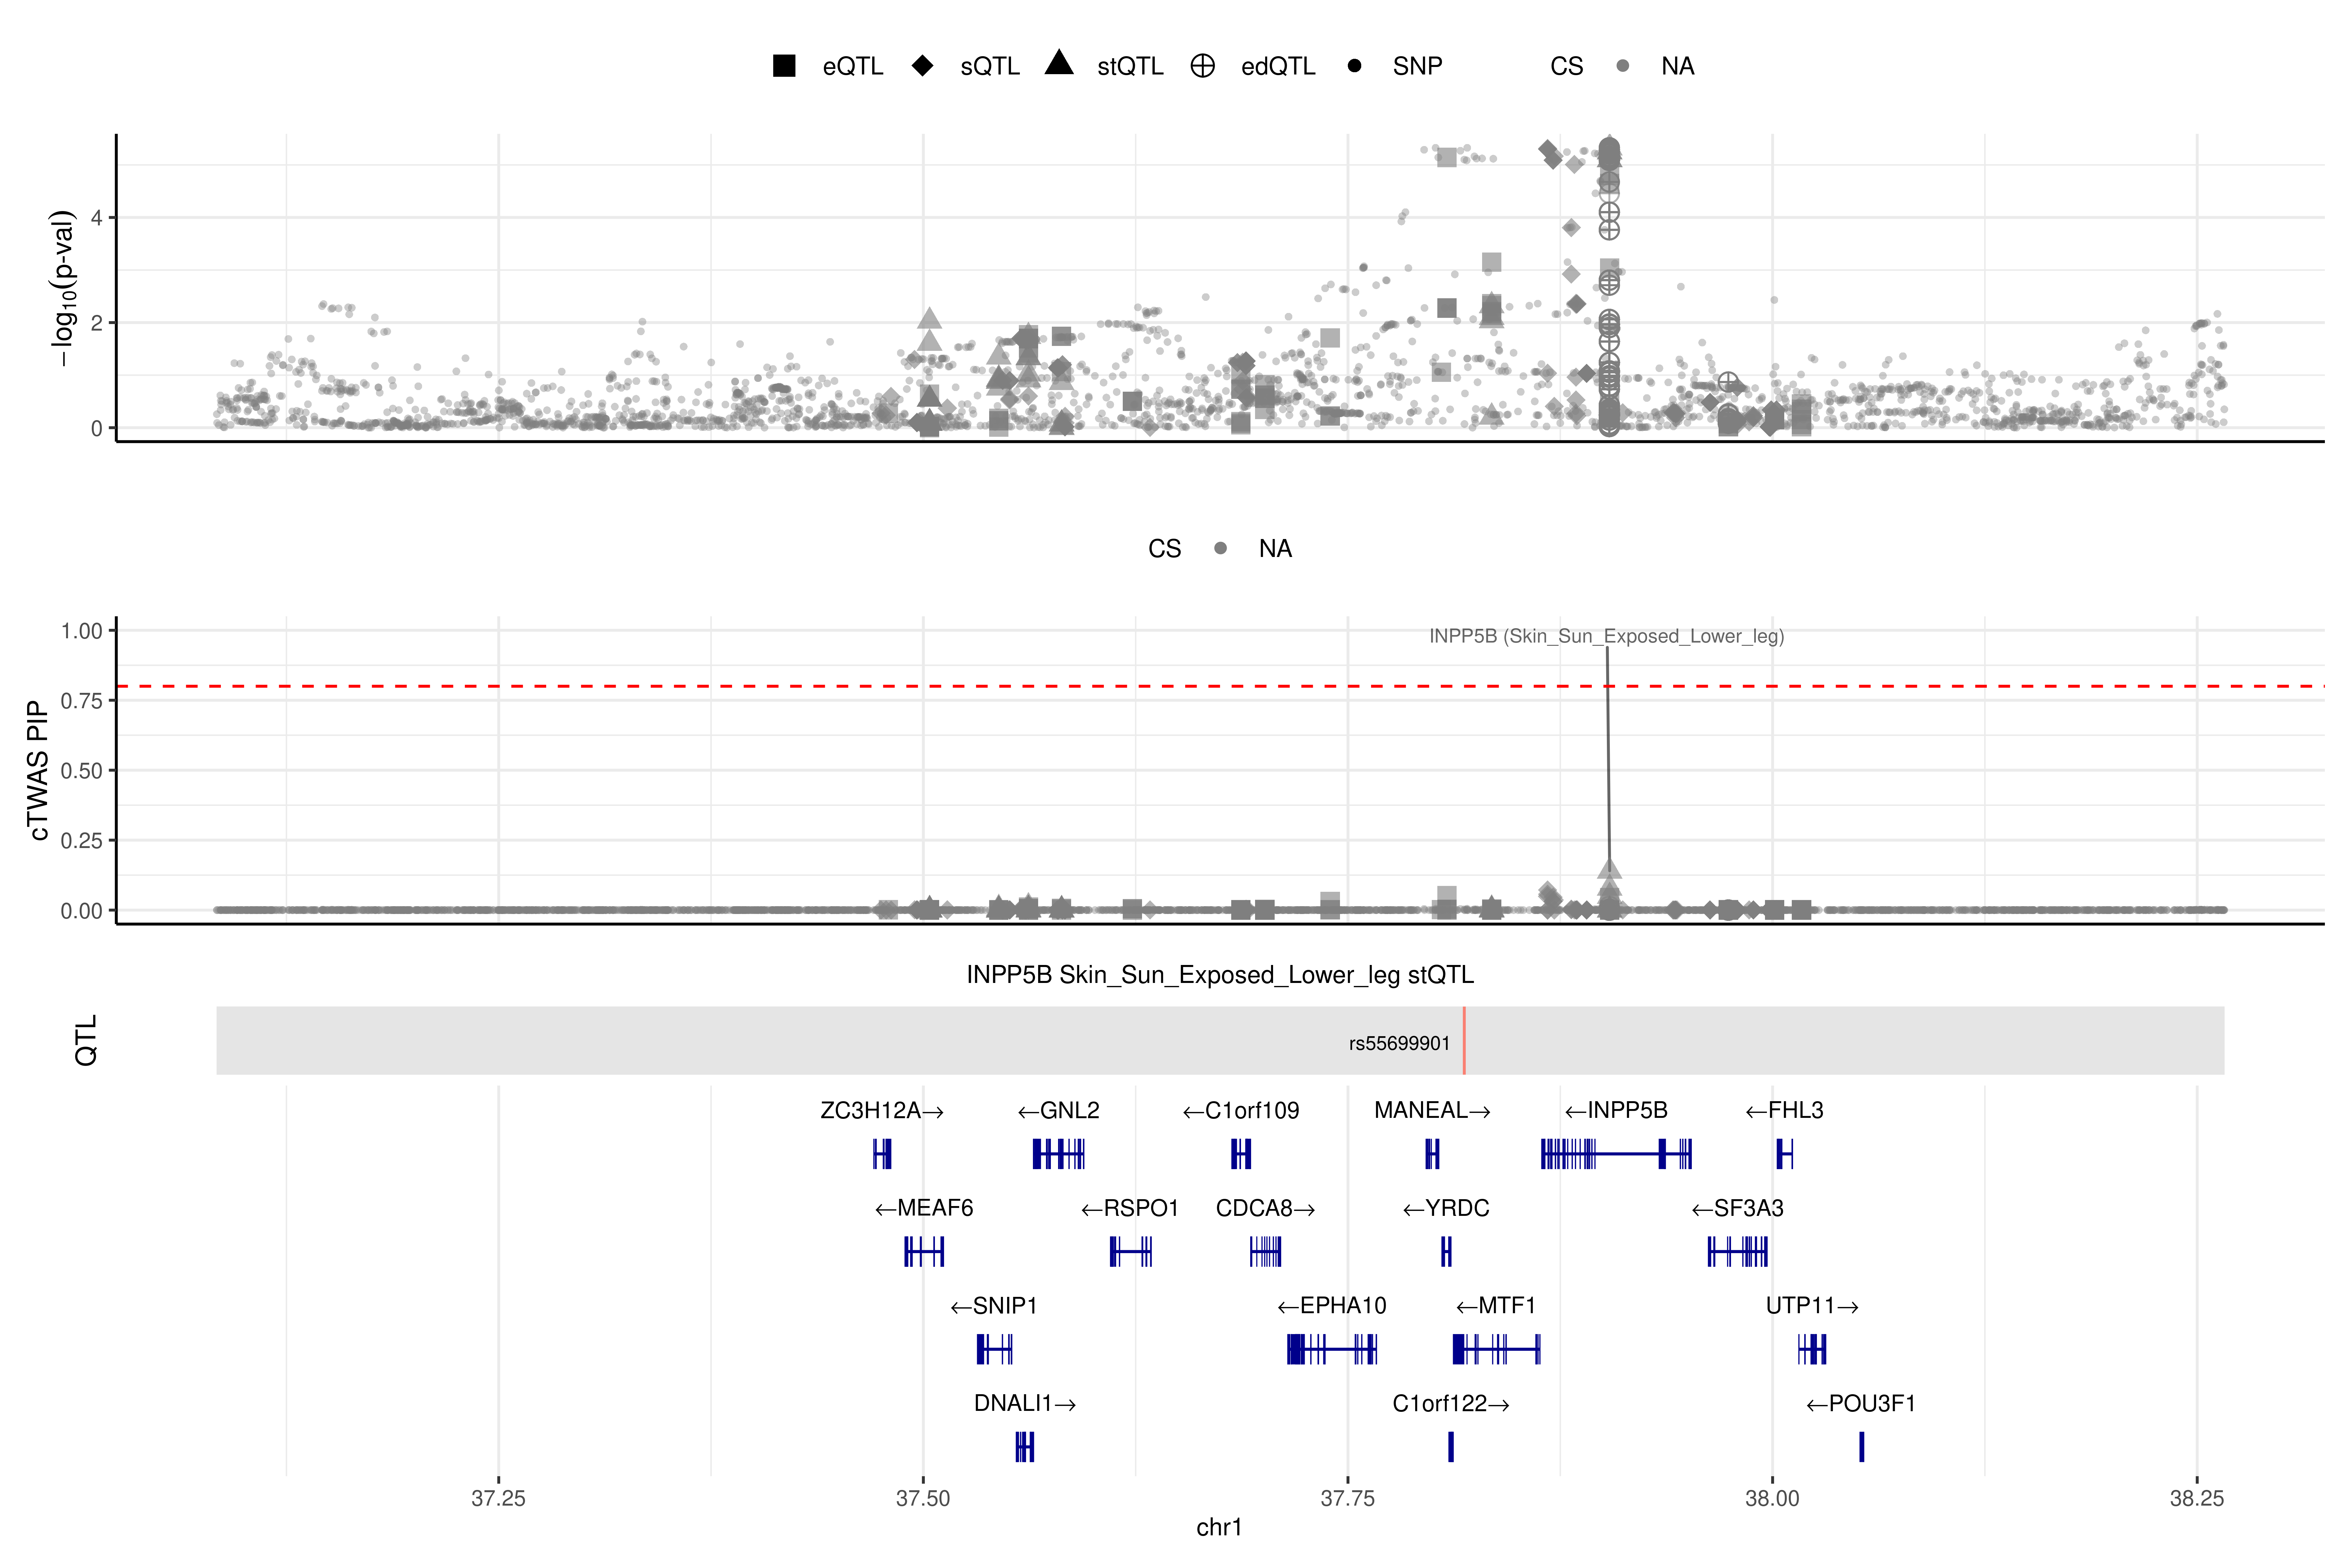 eQTL sQTL stQTL edQTL SNP CS NA
−log10(p-val)
4
2
0
CS NA
cTWAS PIP
1.00
0.75
0.50
0.25
0.00
INPP5B (Skin_Sun_Exposed_Lower_leg)
INPP5B Skin_Sun_Exposed_Lower_leg stQTL
QTL
rs55699901
ZC3H12A→ ←GNL2 ←C1orf109 MANEAL→ ←INPP5B ←FHL3
←MEAF6 ←RSPO1 CDCA8→ ←YRDC ←SF3A3
←SNIP1 ←EPHA10 ←MTF1 UTP11→
DNALI1→ C1orf122→ ←POU3F1
37.25 37.50 37.75 38.00 38.25
chr1